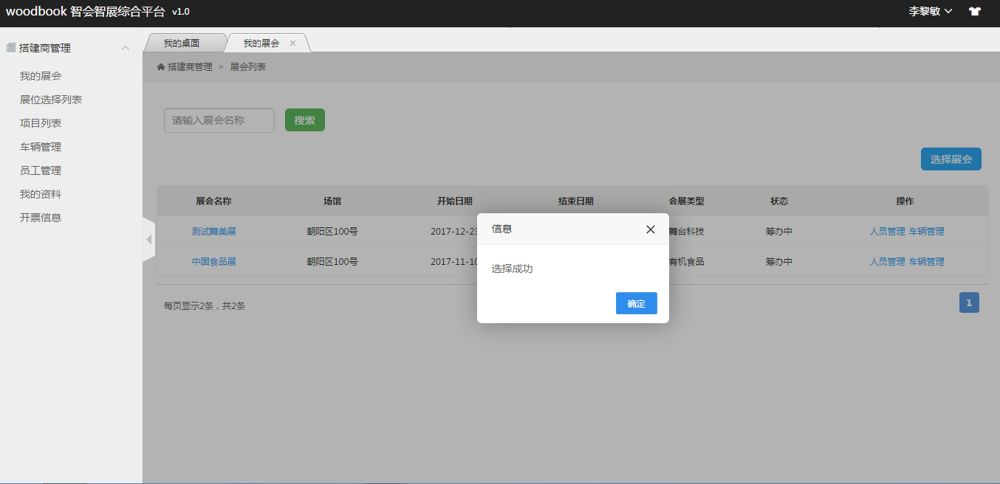 woodbook 智会智展综合平台 v1.0 李黎敏
搭建商管理
我的展会
展位选择列表
项目列表
车辆管理
员工管理
我的资料
开票信息
我的桌面 我的展会
搭建商管理 > 展会列表
请输入展会名称 搜索
选择展会
展会名称 场馆 开始日期 结束日期 会展类型 状态 操作
测试舞美展 朝阳区100号 2017-12-23 舞台科技 筹办中 人员管理 车辆管理
中国食品展 朝阳区100号 2017-11-10 有机食品 筹办中 人员管理 车辆管理
每页显示2条，共2条 1
信息
选择成功
确定